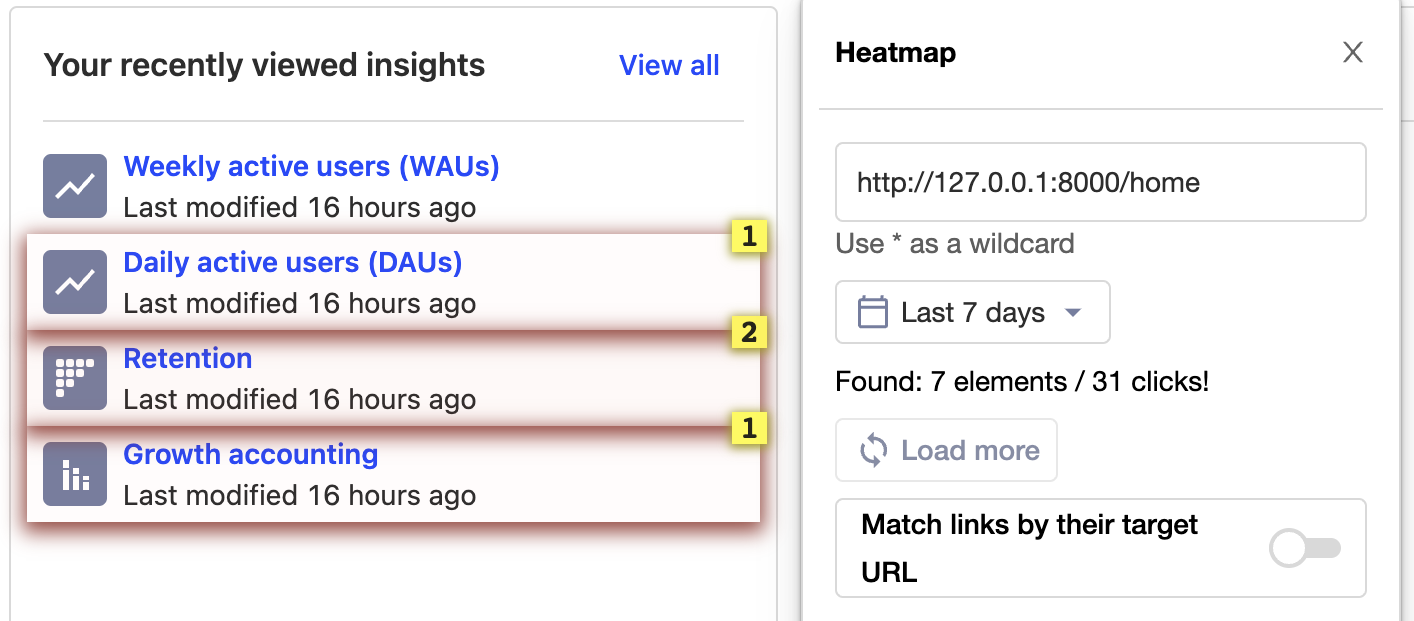 Your recently viewed insights
View all
Weekly active users (WAUs)
Last modified 16 hours ago
1
Daily active users (DAUs)
Last modified 16 hours ago
2
Retention
Last modified 16 hours ago
1
Growth accounting
Last modified 16 hours ago
Heatmap
http://127.0.0.1:8000/home
Use * as a wildcard
Last 7 days
Found: 7 elements / 31 clicks!
Load more
Match links by their target
URL